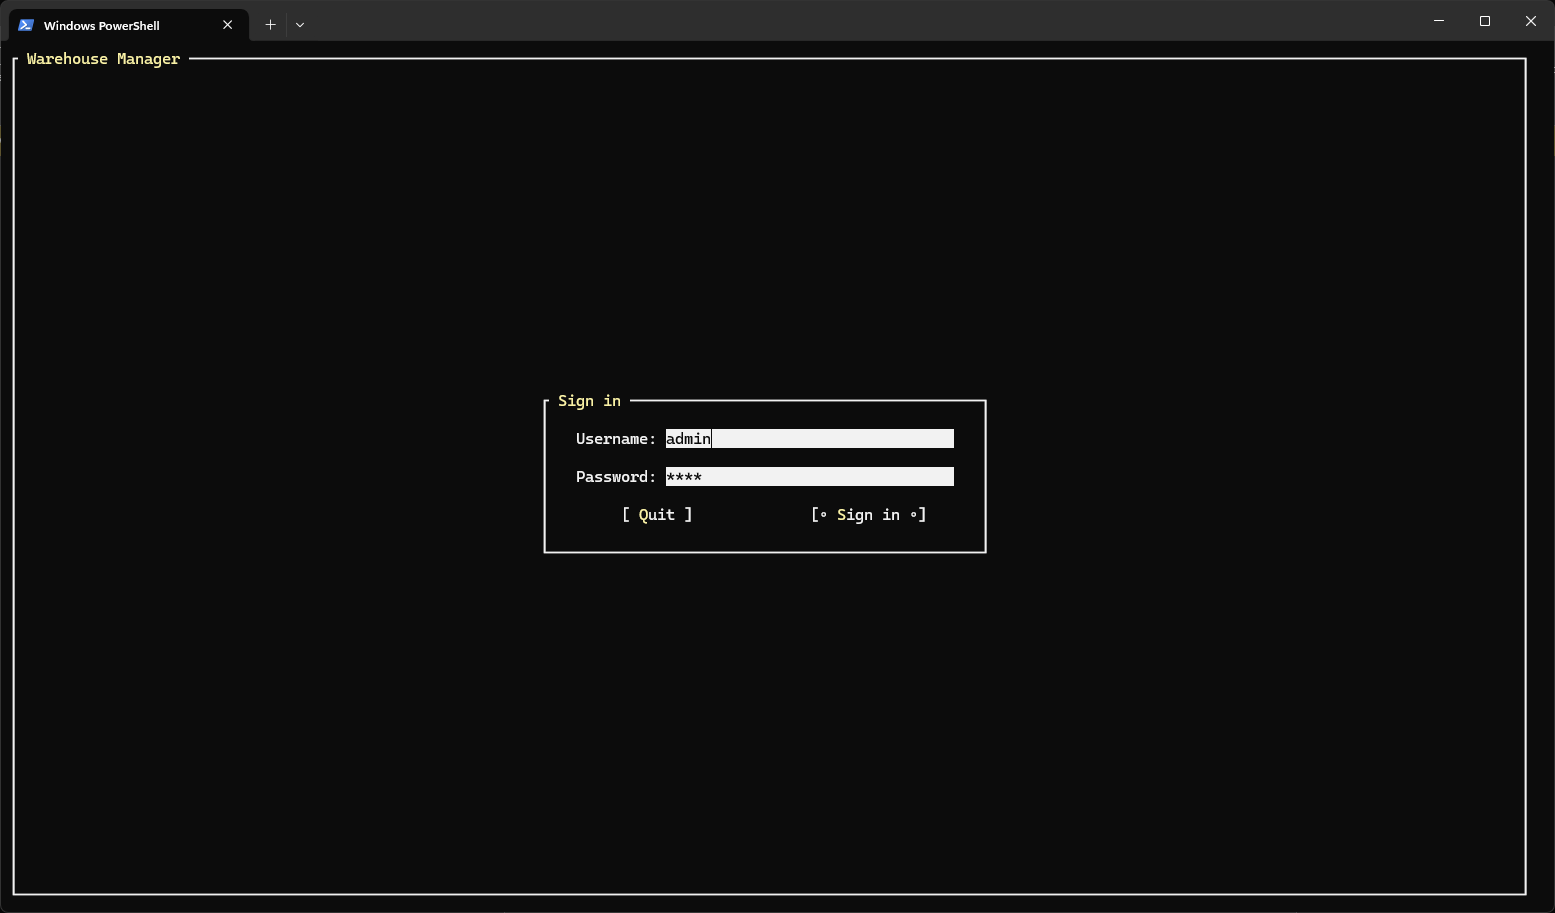 Windows PowerShell
Warehouse Manager
Sign in
Username: admin
Password: ****
[ Quit ] [◦ Sign in ◦]